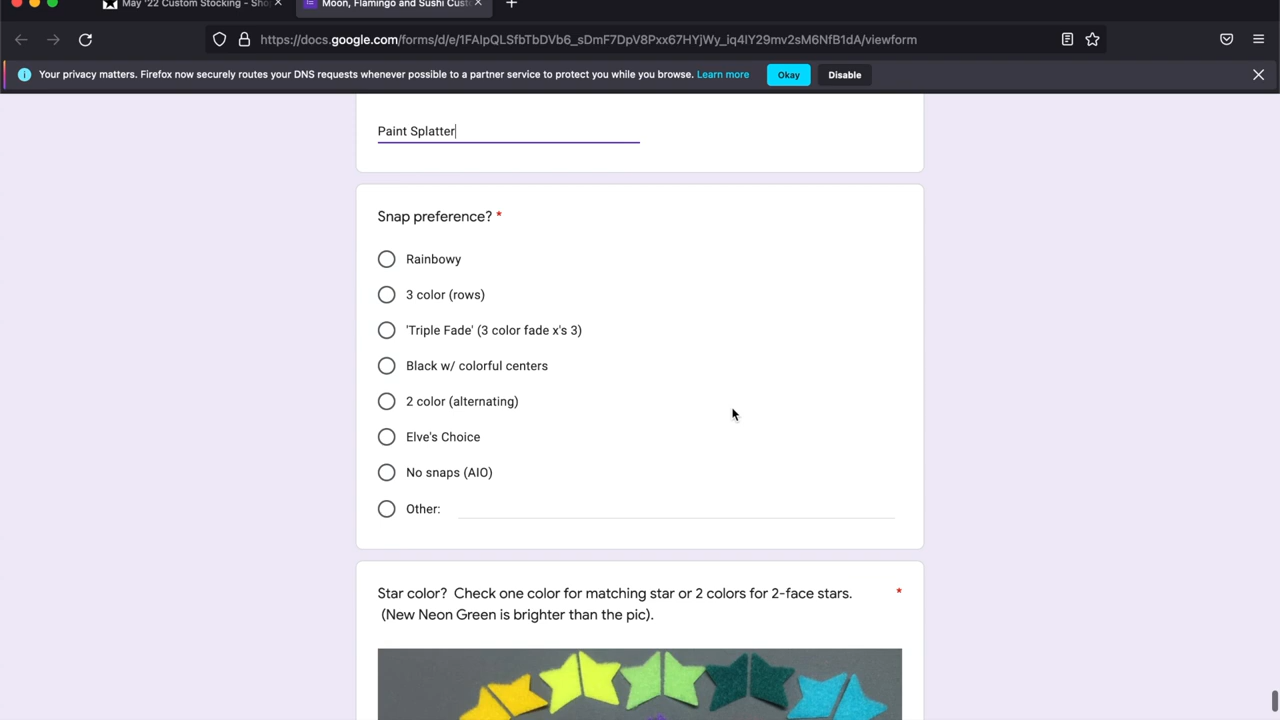 May '22 Custom Stocking - Sho
Moon, Flamingo and Sushi Cust
https://docs.google.com/forms/d/e/1FAIpQLSfbTbDVb6_sDmF7DpV8Pxx67HYjWy_iq4IY29mv2sM6NfB1dA/viewform
Your privacy matters. Firefox now securely routes your DNS requests whenever possible to a partner service to protect you while you browse. Learn more
Okay
Disable
Paint Splatter
Snap preference? *
Rainbowy
3 color (rows)
'Triple Fade' (3 color fade x's 3)
Black w/ colorful centers
2 color (alternating)
Elve's Choice
No snaps (AIO)
Other:
Star color? Check one color for matching star or 2 colors for 2-face stars. *
(New Neon Green is brighter than the pic).